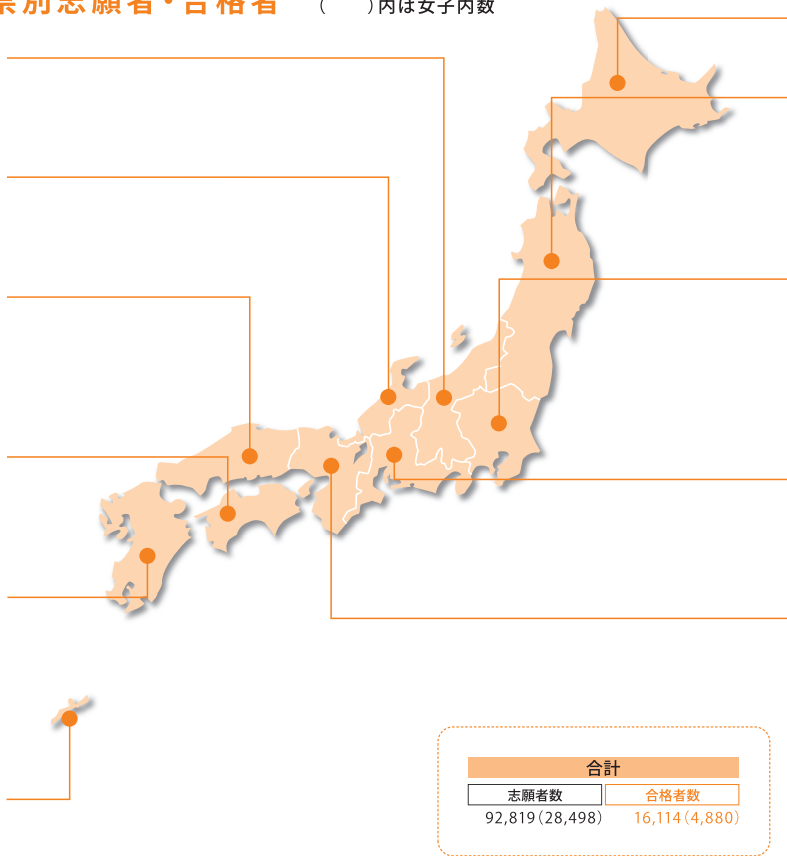 県別志願者・合格者 （　　）内は女子内数
合計
志願者数 合格者数
92,819（28,498） 16,114（4,880）